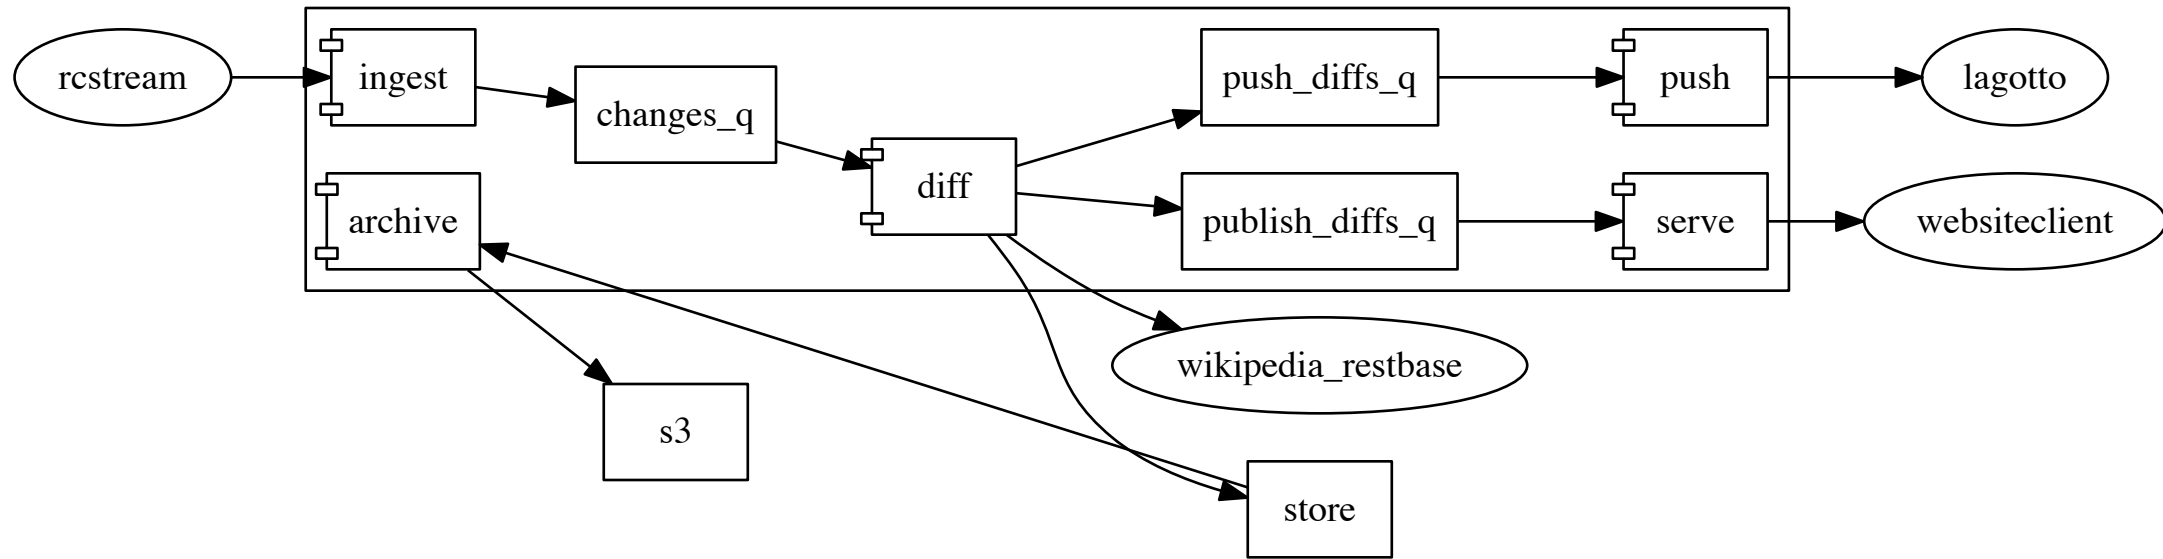 rcstream
ingest
changes_q
archive
diff
push_diffs_q
push
lagotto
publish_diffs_q
serve
websiteclient
wikipedia_restbase
s3
store